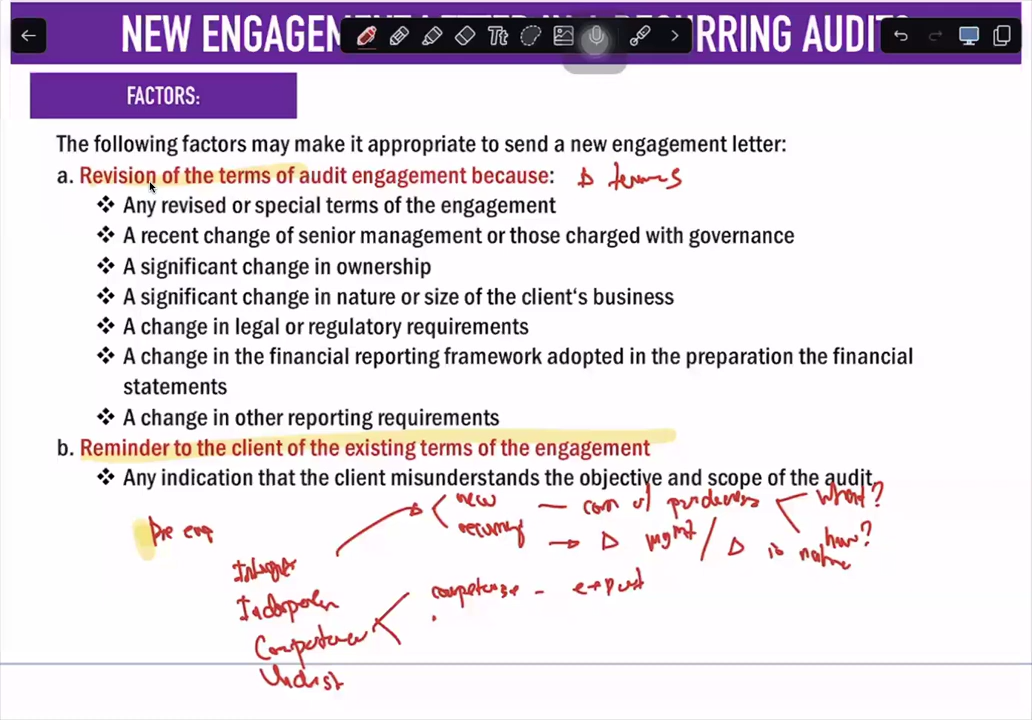 NEW ENGAGEMENT LETTER IN A RECURRING AUDIT
Tt
FACTORS:
The following factors may make it appropriate to send a new engagement letter:
a. Revision of the terms of audit engagement because: Δ terms
❖ Any revised or special terms of the engagement
❖ A recent change of senior management or those charged with governance
❖ A significant change in ownership
❖ A significant change in nature or size of the client's business
❖ A change in legal or regulatory requirements
❖ A change in the financial reporting framework adopted in the preparation the financial
statements
❖ A change in other reporting requirements
b. Reminder to the client of the existing terms of the engagement
❖ Any indication that the client misunderstands the objective and scope of the audit
new — com w/ what?
Pre eng recurring → Δ mgmt / Δ in nature how?
competence - expert